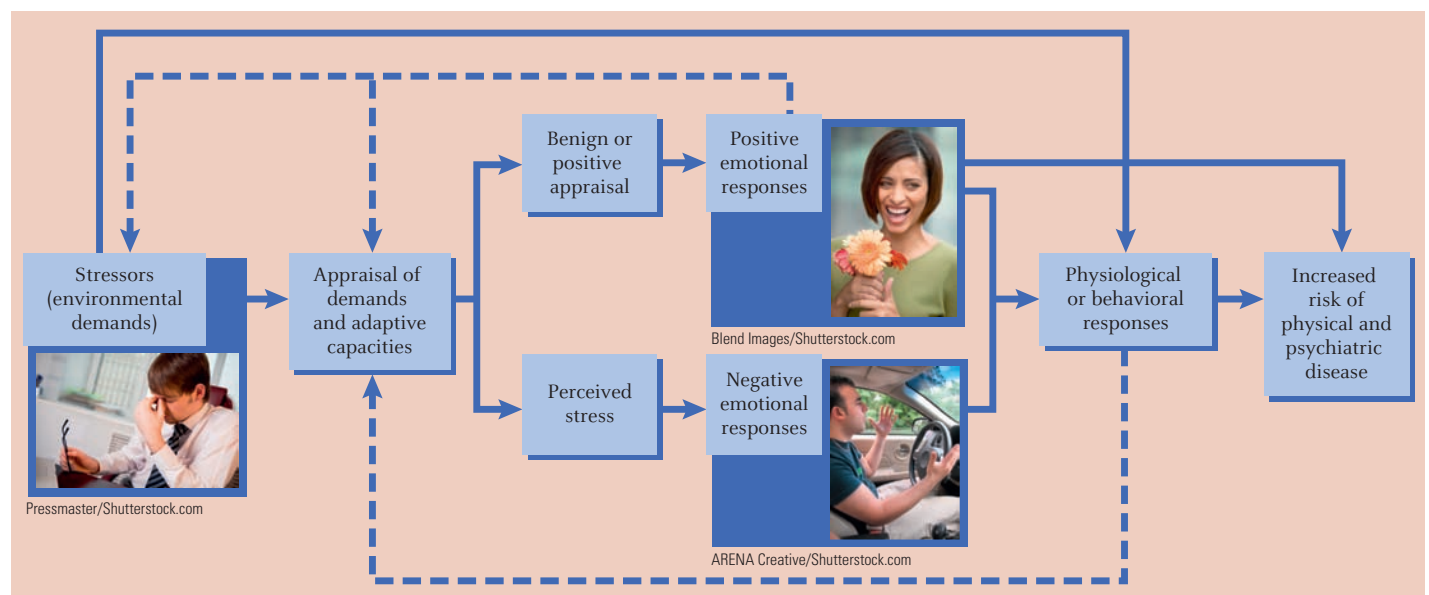 Stressors
(environmental
demands)
Pressmaster/Shutterstock.com
Appraisal of
demands
and adaptive
capacities
Benign or
positive
appraisal
Positive
emotional
responses
Blend Images/Shutterstock.com
Perceived
stress
Negative
emotional
responses
ARENA Creative/Shutterstock.com
Physiological
or behavioral
responses
Increased
risk of
physical and
psychiatric
disease